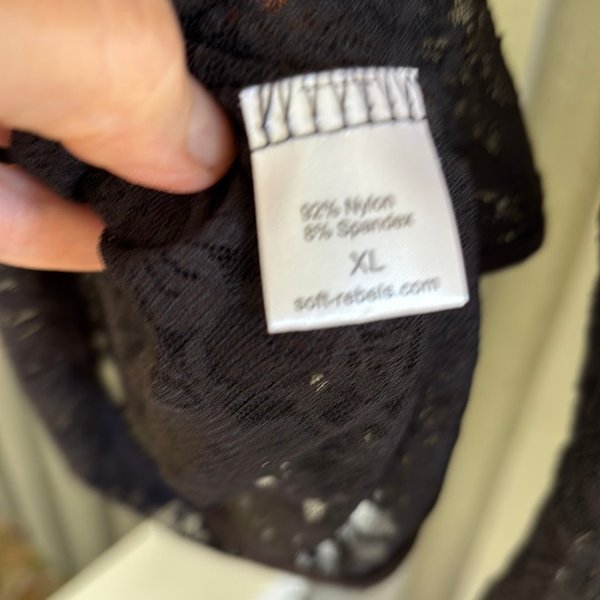 92% Nylon
8% Spandex
XL
soft-rebels.com